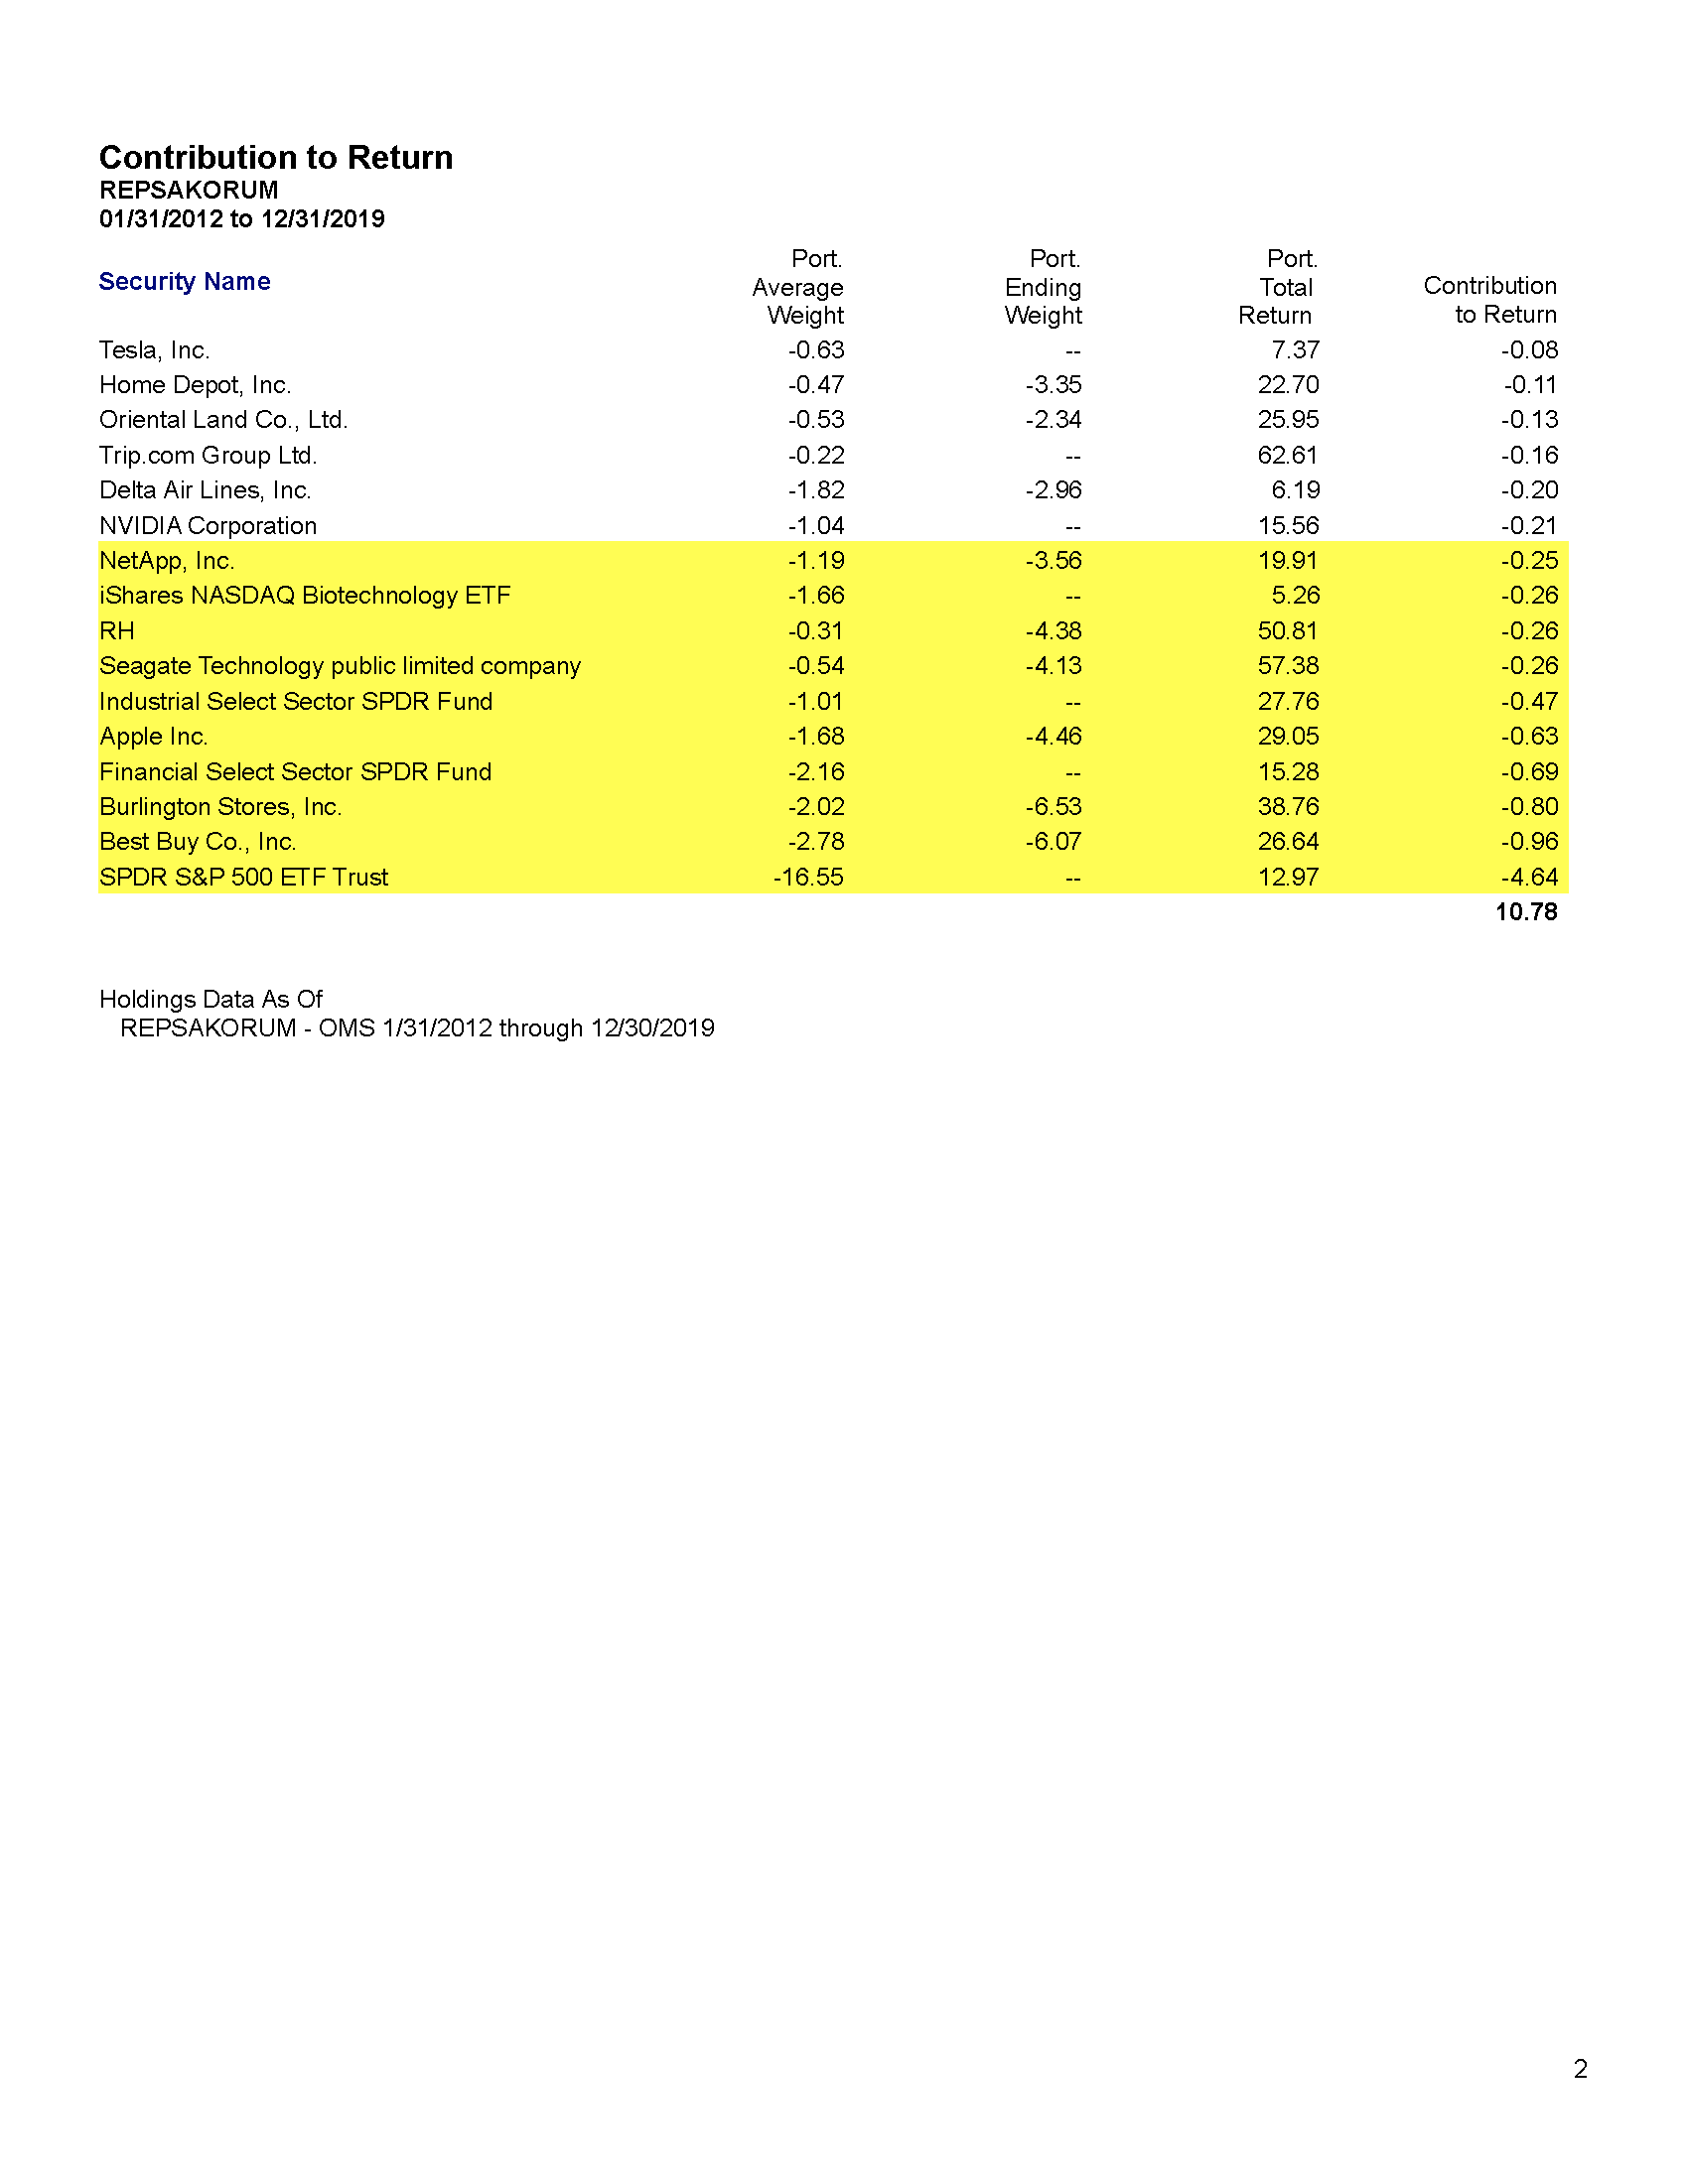 Contribution to Return
REPSAKORUM
01/31/2012 to 12/31/2019
Security Name Port. Average Weight Port. Ending Weight Port. Total Return Contribution to Return
Tesla, Inc. -0.63 -- 7.37 -0.08
Home Depot, Inc. -0.47 -3.35 22.70 -0.11
Oriental Land Co., Ltd. -0.53 -2.34 25.95 -0.13
Trip.com Group Ltd. -0.22 -- 62.61 -0.16
Delta Air Lines, Inc. -1.82 -2.96 6.19 -0.20
NVIDIA Corporation -1.04 -- 15.56 -0.21
NetApp, Inc. -1.19 -3.56 19.91 -0.25
iShares NASDAQ Biotechnology ETF -1.66 -- 5.26 -0.26
RH -0.31 -4.38 50.81 -0.26
Seagate Technology public limited company -0.54 -4.13 57.38 -0.26
Industrial Select Sector SPDR Fund -1.01 -- 27.76 -0.47
Apple Inc. -1.68 -4.46 29.05 -0.63
Financial Select Sector SPDR Fund -2.16 -- 15.28 -0.69
Burlington Stores, Inc. -2.02 -6.53 38.76 -0.80
Best Buy Co., Inc. -2.78 -6.07 26.64 -0.96
SPDR S&P 500 ETF Trust -16.55 -- 12.97 -4.64
10.78
Holdings Data As Of
REPSAKORUM - OMS 1/31/2012 through 12/30/2019
2